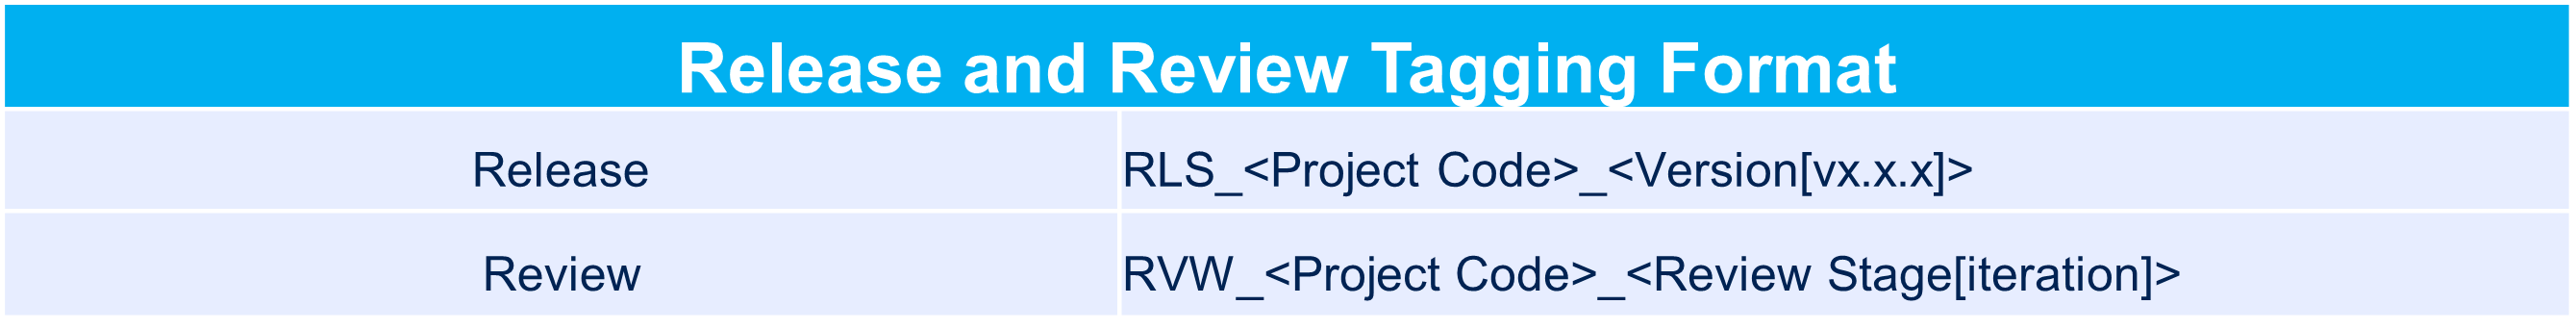 Release and Review Tagging Format
Release
RLS_<Project Code>_<Version[vx.x.x]>
Review
RVW_<Project Code>_<Review Stage[iteration]>